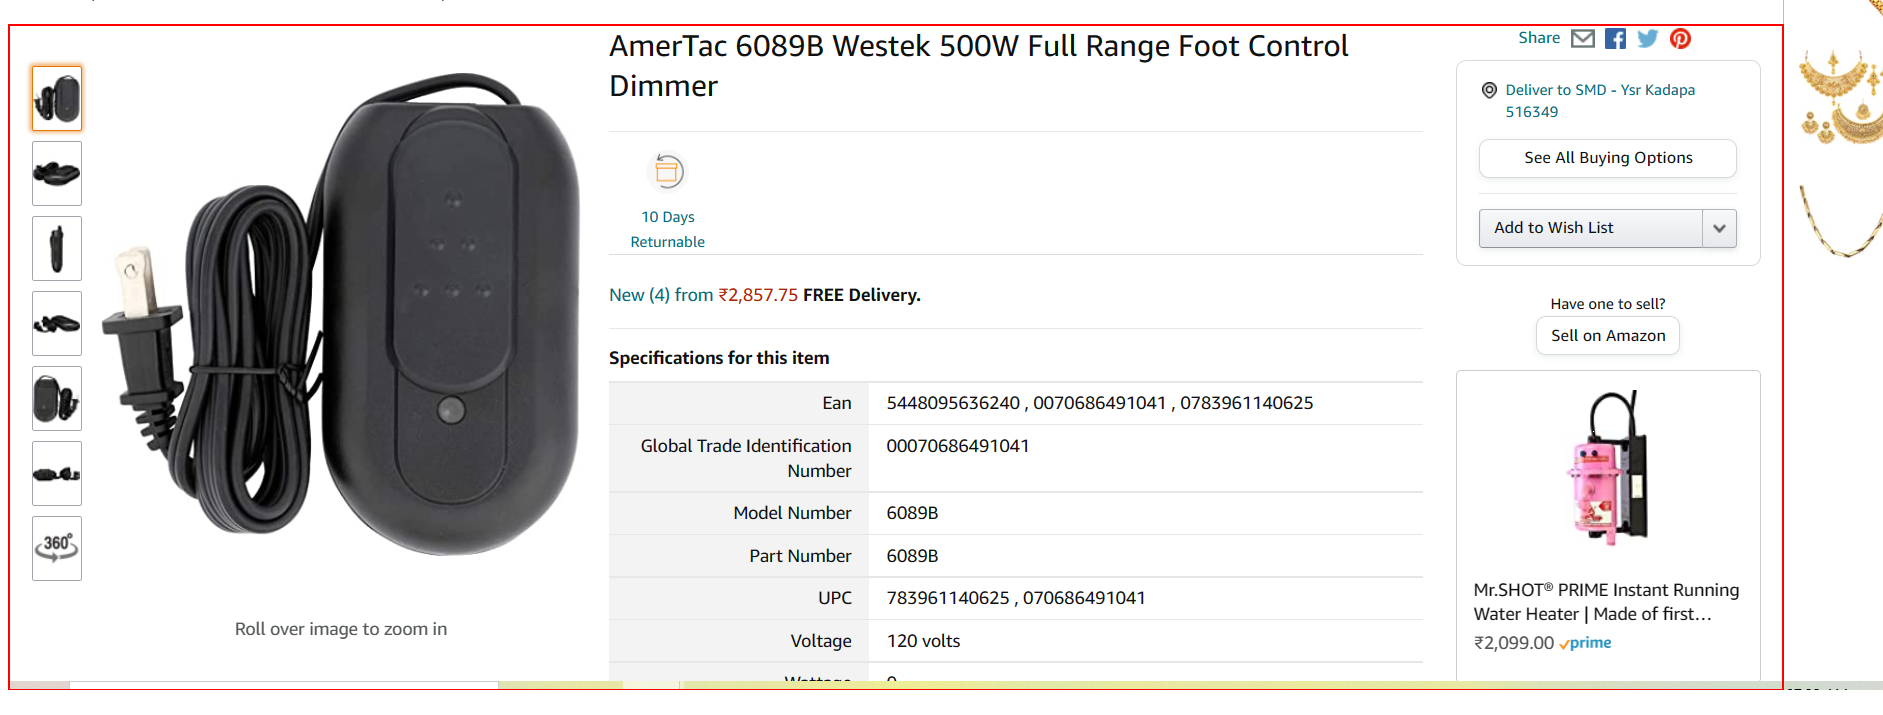 AmerTac 6089B Westek 500W Full Range Foot Control
Dimmer
10 Days
Returnable
New (4) from ₹2,857.75 FREE Delivery.
Specifications for this item
Ean 5448095636240 , 0070686491041 , 0783961140625
Global Trade Identification
Number 00070686491041
Model Number 6089B
Part Number 6089B
UPC 783961140625 , 070686491041
Voltage 120 volts
360°
Roll over image to zoom in
Share
Deliver to SMD - Ysr Kadapa
516349
See All Buying Options
Add to Wish List
Have one to sell?
Sell on Amazon
Mr.SHOT® PRIME Instant Running
Water Heater | Made of first...
₹2,099.00 prime